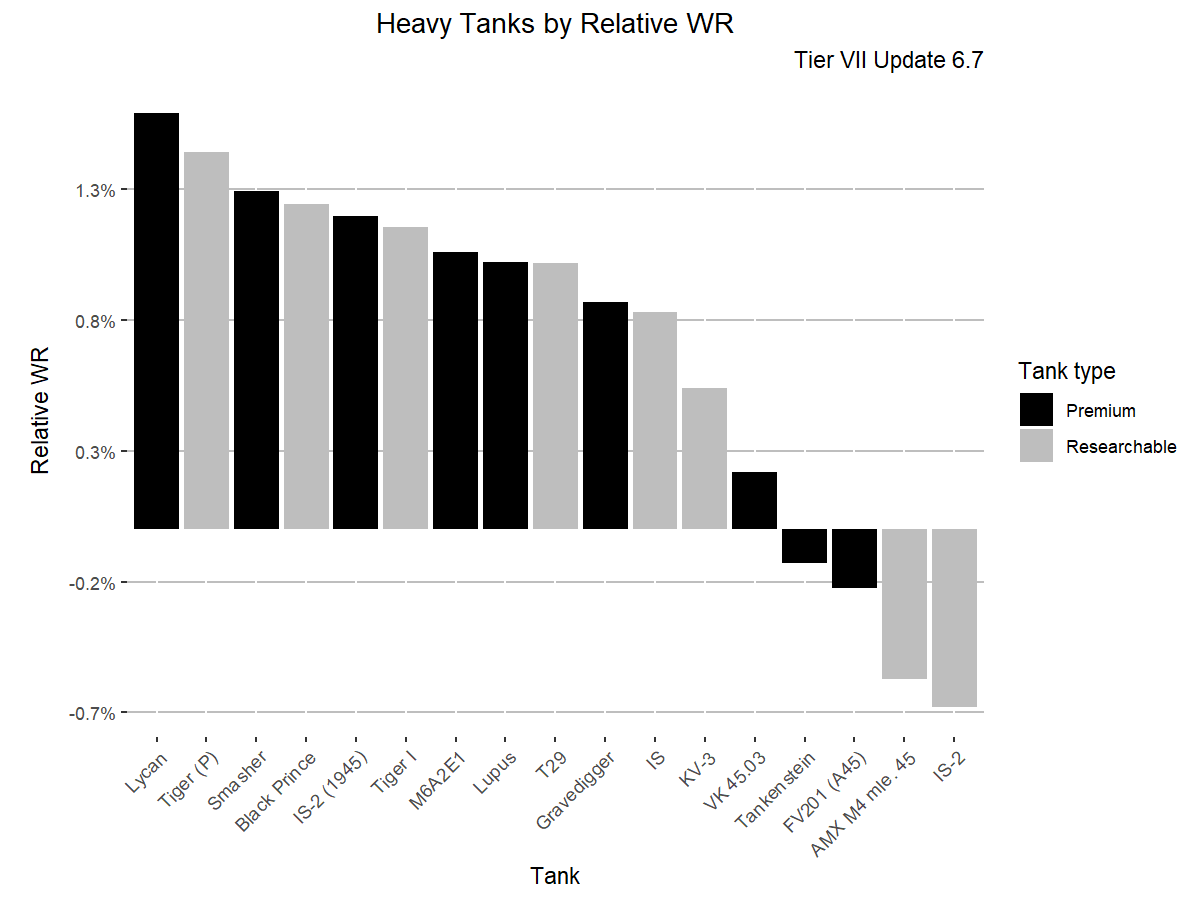 Heavy Tanks by Relative WR
Tier VII Update 6.7
Relative WR
1.3%
0.8%
0.3%
-0.2%
-0.7%
Lycan
Tiger (P)
Smasher
Black Prince
IS-2 (1945)
Tiger I
M6A2E1
Lupus
T29
Gravedigger
IS
KV-3
VK 45.03
Tankenstein
FV201 (A45)
AMX M4 mle. 45
IS-2
Tank
Tank type
Premium
Researchable